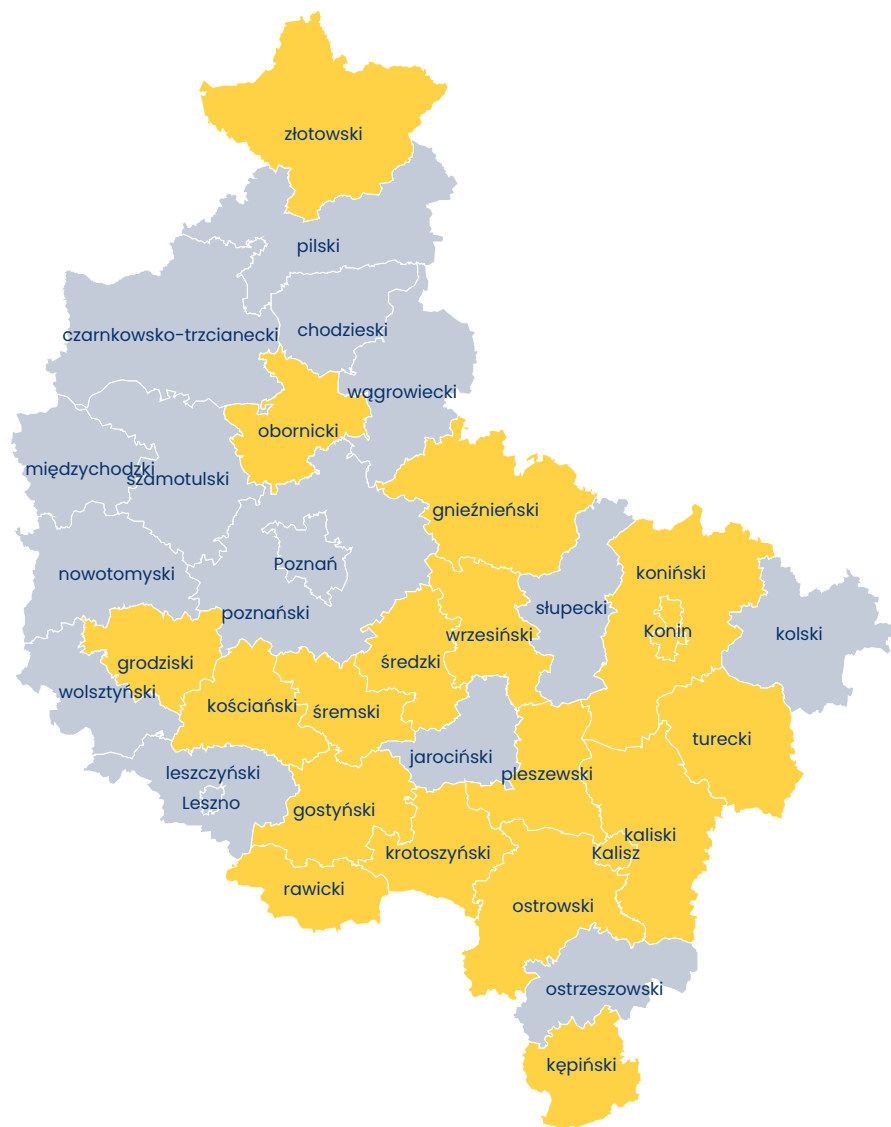 złotowski
pilski
chodzieski
czarnkowsko-trzcianecki
wągrowiecki
obornicki
międzychodzki
szamotulski
gnieźnieński
Poznań
koniński
nowotomyski
słupecki
poznański
Konin
wrzesiński
kolski
średzki
grodziski
wolsztyński
kościański
śremski
turecki
jarociński
leszczyński
pleszewski
Leszno
gostyński
kaliski
krotoszyński
Kalisz
rawicki
ostrowski
ostrzeszowski
kępiński